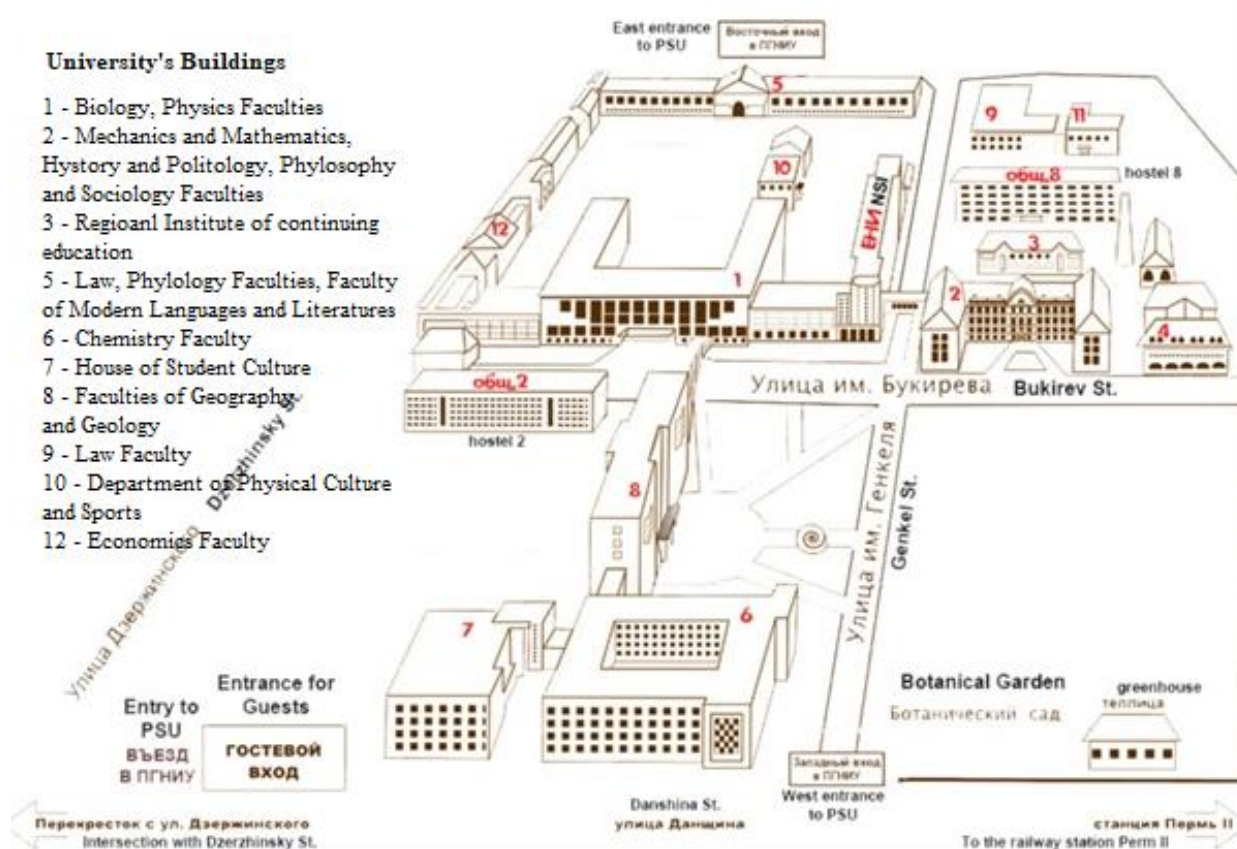 East entrance
to PSU
Восточный вход
в ПГНИУ
University's Buildings
1 - Biology, Physics Faculties
2 - Mechanics and Mathematics,
Hystory and Politology, Phylosophy
and Sociology Faculties
3 - Regioanl Institute of continuing
education
5 - Law, Phylology Faculties, Faculty
of Modern Languages and Literatures
6 - Chemistry Faculty
7 - House of Student Culture
8 - Faculties of Geography
and Geology
9 - Law Faculty
10 - Department of Physical Culture
and Sports
12 - Economics Faculty
5
9
11
10
общ.8
hostel 8
ЕНИ NSI
12
3
1
2
4
общ.2
hostel 2
Улица им. Букирева
Bukirev St.
Улица Дзержинского
Dzerzhinsky St.
8
Улица им. Генкеля
Genkel St.
7
6
Entry to
PSU
ВЪЕЗД
В ПГНИУ
Entrance for
Guests
ГОСТЕВОЙ
ВХОД
Botanical Garden
Ботанический сад
greenhouse
теплица
Западный вход
в ПГНИУ
West entrance
to PSU
Danshina St.
улица Данщина
Перекресток с ул. Дзержинского
Intersection with Dzerzhinsky St.
станция Пермь II
To the railway station Perm II